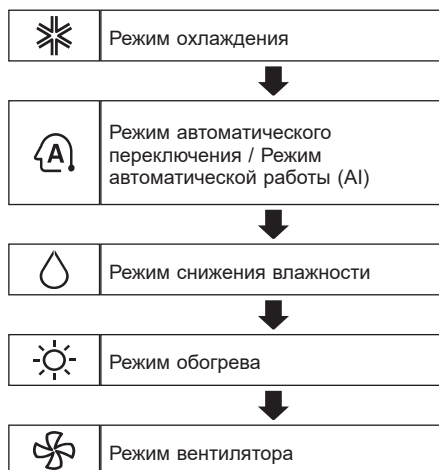 Режим охлаждения
A
Режим автоматического
переключения / Режим
автоматической работы (AI)
Режим снижения влажности
Режим обогрева
Режим вентилятора